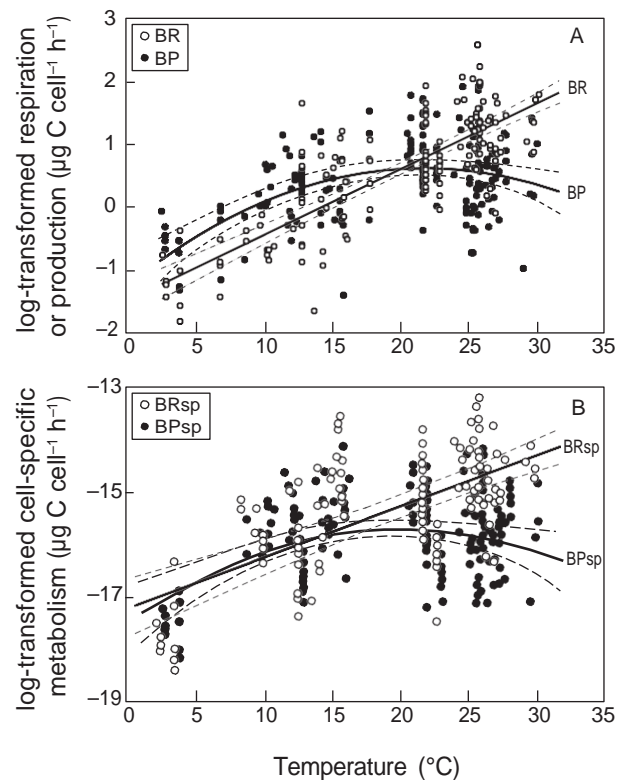 3
2
1
0
−1
−2
log-transformed respiration
or production (µg C cell⁻¹ h⁻¹)
BR
BP
A
BR
BP
0 5 10 15 20 25 30 35
−13
−15
−17
−19
log-transformed cell-specific
metabolism (µg C cell⁻¹ h⁻¹)
BRsp
BPsp
B
BRsp
BPsp
0 5 10 15 20 25 30 35
Temperature (°C)